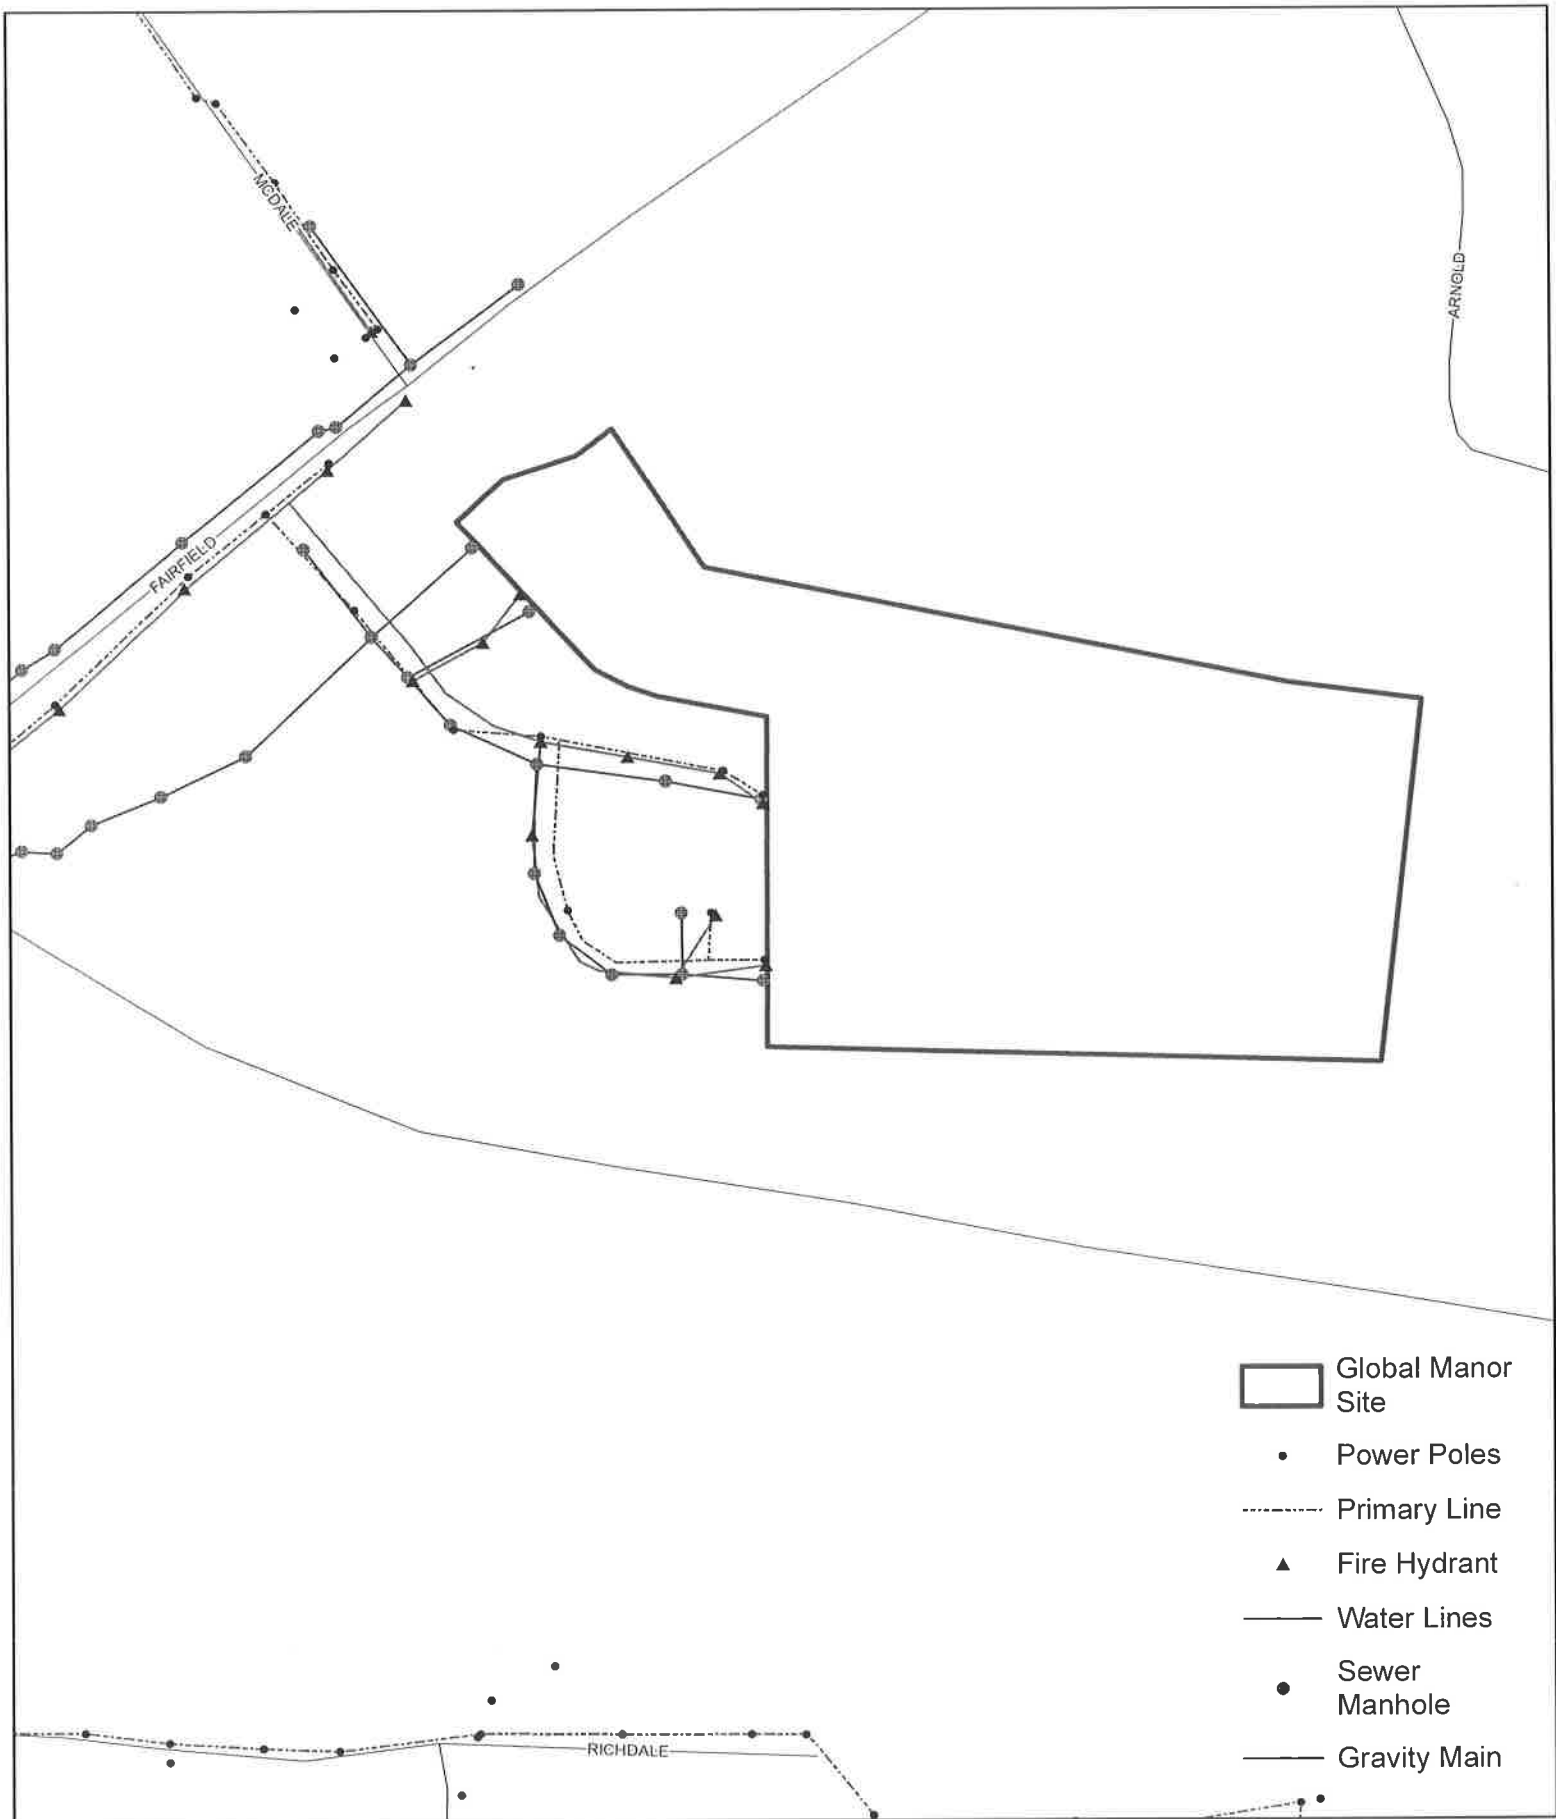 MCDALE
ARNOLD
FAIRFIELD
Global Manor
Site
Power Poles
Primary Line
Fire Hydrant
Water Lines
Sewer
Manhole
Gravity Main
RICHDALE